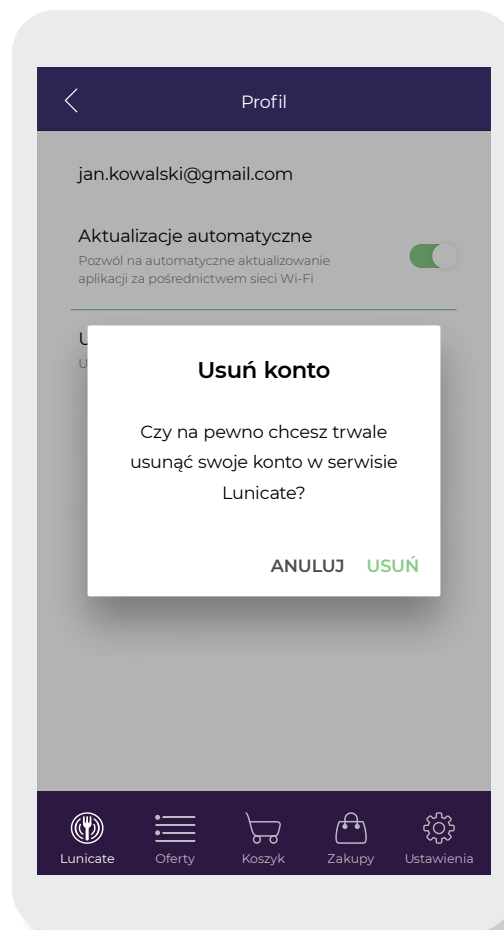 Profil
jan.kowalski@gmail.com
Aktualizacje automatyczne
Pozwól na automatyczne aktualizowanie
aplikacji za pośrednictwem sieci Wi-Fi
Usuń konto
Czy na pewno chcesz trwale
usunąć swoje konto w serwisie
Lunicate?
ANULUJ USUŃ
Lunicate Oferty Koszyk Zakupy Ustawienia